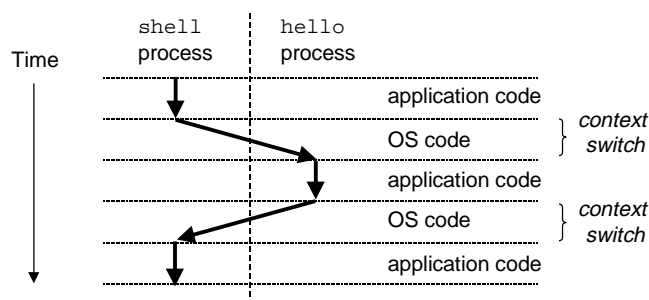 shell
process
hello
process
Time
application code
OS code
context
switch
application code
OS code
context
switch
application code